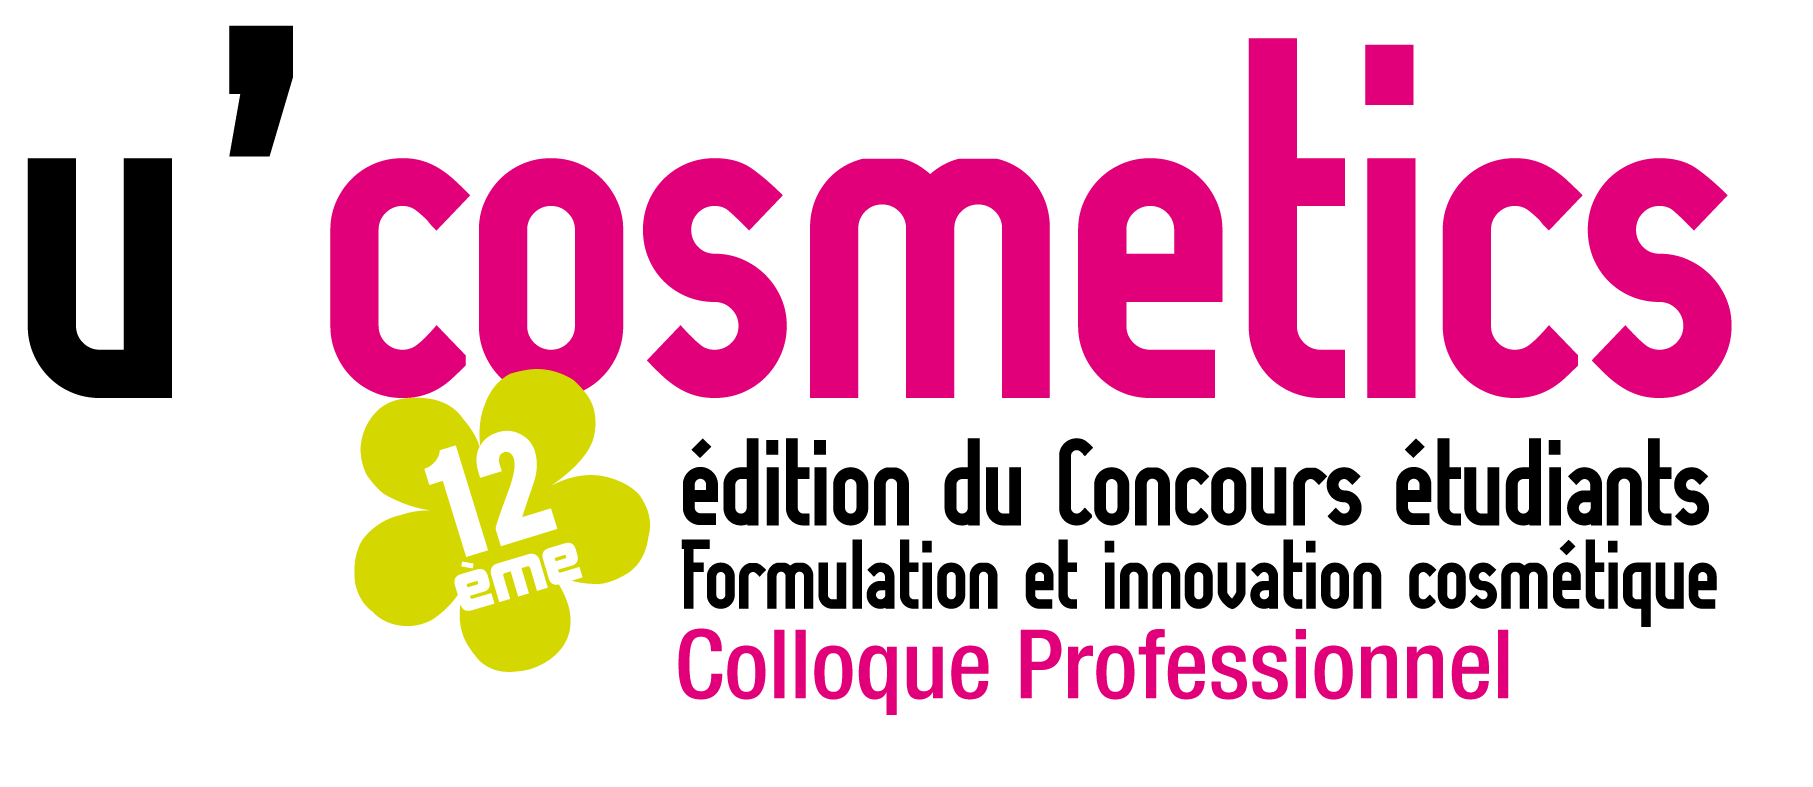 u’cosmetics
12
ème
édition du Concours étudiants
Formulation et innovation cosmétique
Colloque Professionnel